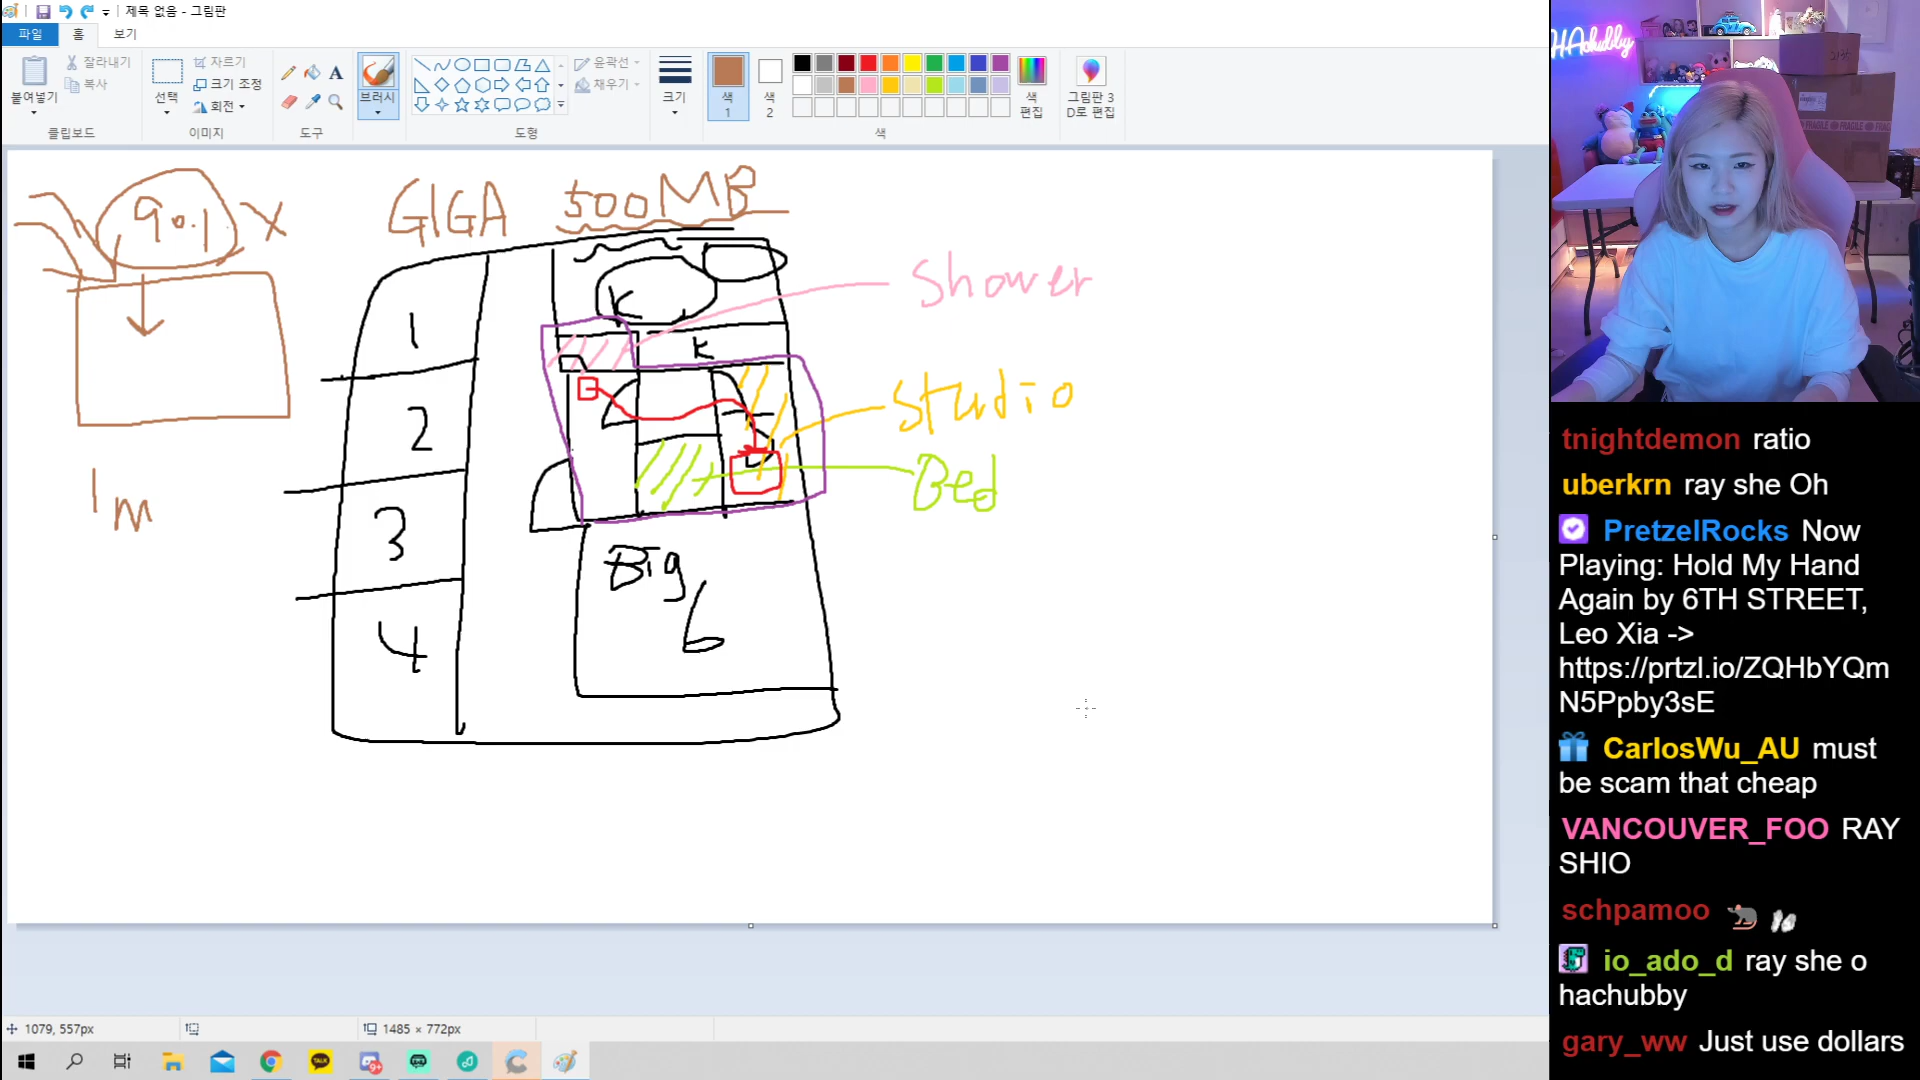 제목 없음 - 그림판
파일 홈 보기
붙여넣기
잘라내기
복사
클립보드
선택
자르기
크기 조정
회전
이미지
A
도구
브러시
윤곽선
채우기
도형
크기
색 1
색 2
색
색 편집
그림판 3D로 편집
90.1 X
GIGA 500MB
K
Shower
1
K
Studio
2
Bed
1m
3
Big
6
4
1079, 557px
1485 × 772px
TALK
9+
HAchubby
FRAGILE
tnightdemon ratio
uberkrn ray she Oh
PretzelRocks Now
Playing: Hold My Hand
Again by 6TH STREET,
Leo Xia ->
https://prtzl.io/ZQHbYQm
N5Ppby3sE
CarlosWu_AU must
be scam that cheap
VANCOUVER_FOO RAY
SHIO
schpamoo
io_ado_d ray she o
hachubby
gary_ww Just use dollars